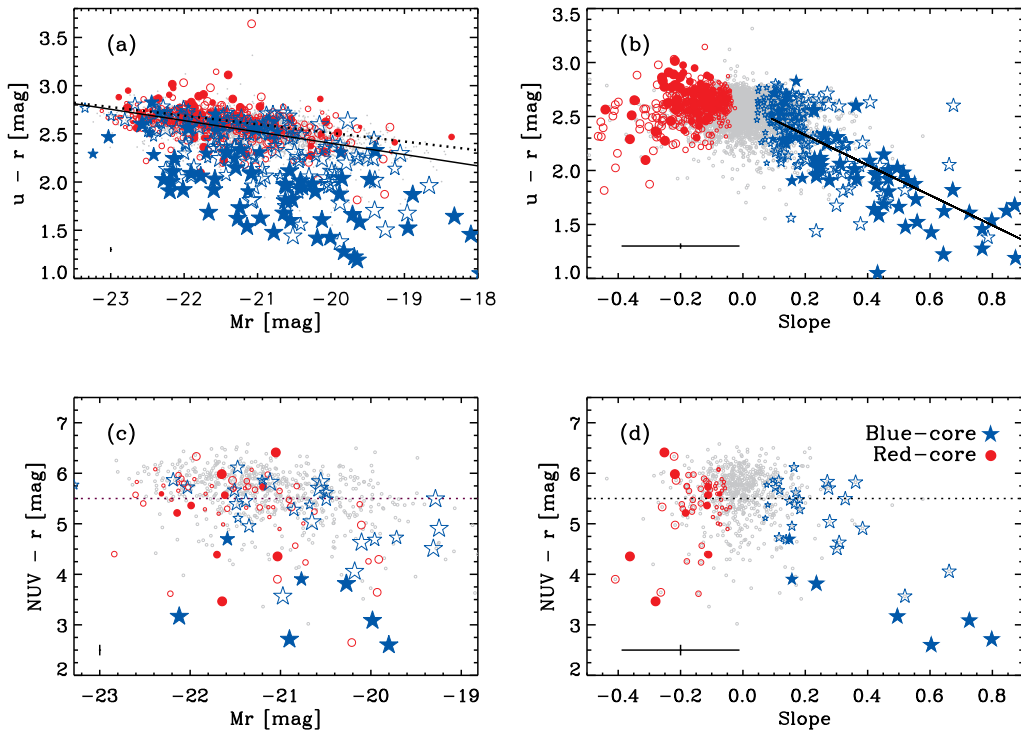 (a)
3.5
3.0
2.5
2.0
1.5
1.0
u - r [mag]
-23 -22 -21 -20 -19 -18
Mr [mag]
(b)
3.5
3.0
2.5
2.0
1.5
1.0
u - r [mag]
-0.4 -0.2 0.0 0.2 0.4 0.6 0.8
Slope
(c)
7
6
5
4
3
2
NUV - r [mag]
-23 -22 -21 -20 -19
Mr [mag]
(d)
Blue-core
Red-core
7
6
5
4
3
2
NUV - r [mag]
-0.4 -0.2 0.0 0.2 0.4 0.6 0.8
Slope